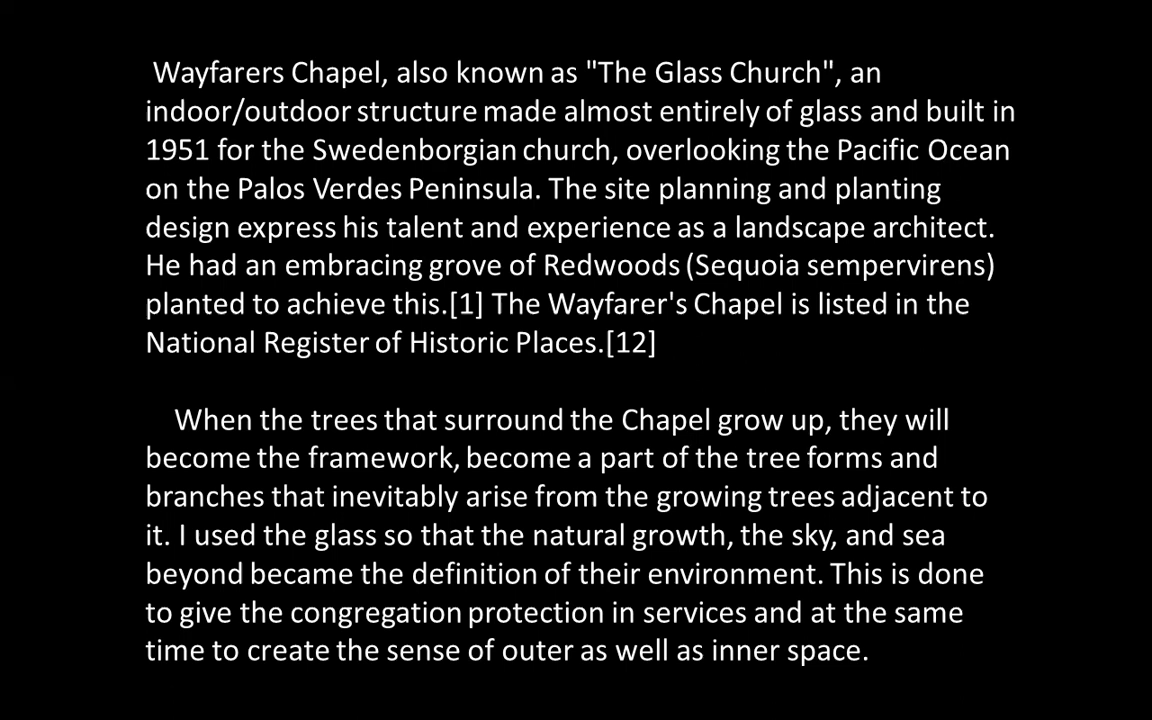 Wayfarers Chapel, also known as "The Glass Church", an
indoor/outdoor structure made almost entirely of glass and built in
1951 for the Swedenborgian church, overlooking the Pacific Ocean
on the Palos Verdes Peninsula. The site planning and planting
design express his talent and experience as a landscape architect.
He had an embracing grove of Redwoods (Sequoia sempervirens)
planted to achieve this.[1] The Wayfarer's Chapel is listed in the
National Register of Historic Places.[12]
When the trees that surround the Chapel grow up, they will
become the framework, become a part of the tree forms and
branches that inevitably arise from the growing trees adjacent to
it. I used the glass so that the natural growth, the sky, and sea
beyond became the definition of their environment. This is done
to give the congregation protection in services and at the same
time to create the sense of outer as well as inner space.